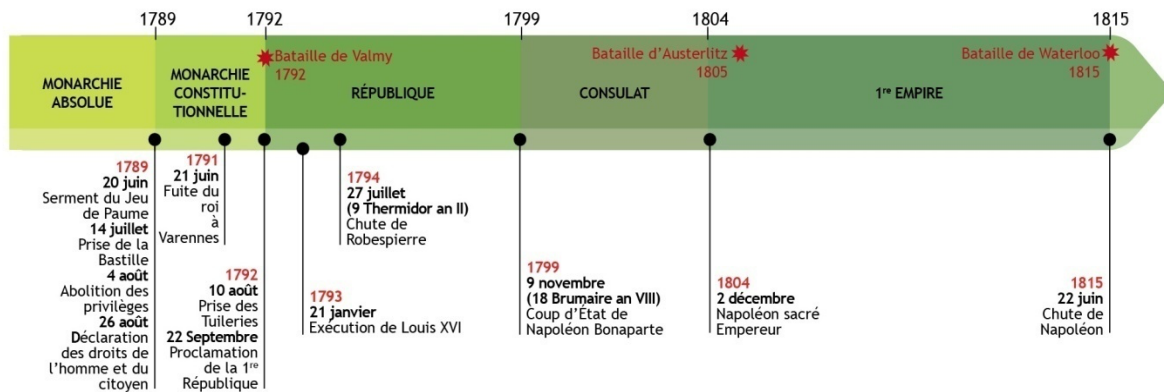 1789
1792
1799
1804
1815
Bataille de Valmy
1792
Bataille d’Austerlitz
1805
Bataille de Waterloo
1815
MONARCHIE
ABSOLUE
MONARCHIE
CONSTITU-
TIONNELLE
RÉPUBLIQUE
CONSULAT
1re EMPIRE
1789
20 juin
Serment du Jeu
de Paume
14 juillet
Prise de la
Bastille
4 août
Abolition des
privilèges
26 août
Déclaration
des droits de
l’homme et du
citoyen
1791
21 juin
Fuite du
roi
à
Varennes
1792
10 août
Prise des
Tuileries
22 Septembre
Proclamation
de la 1re
République
1793
21 janvier
Exécution de Louis XVI
1794
27 juillet
(9 Thermidor an II)
Chute de
Robespierre
1799
9 novembre
(18 Brumaire an VIII)
Coup d’État de
Napoléon Bonaparte
1804
2 décembre
Napoléon sacré
Empereur
1815
22 juin
Chute de
Napoléon